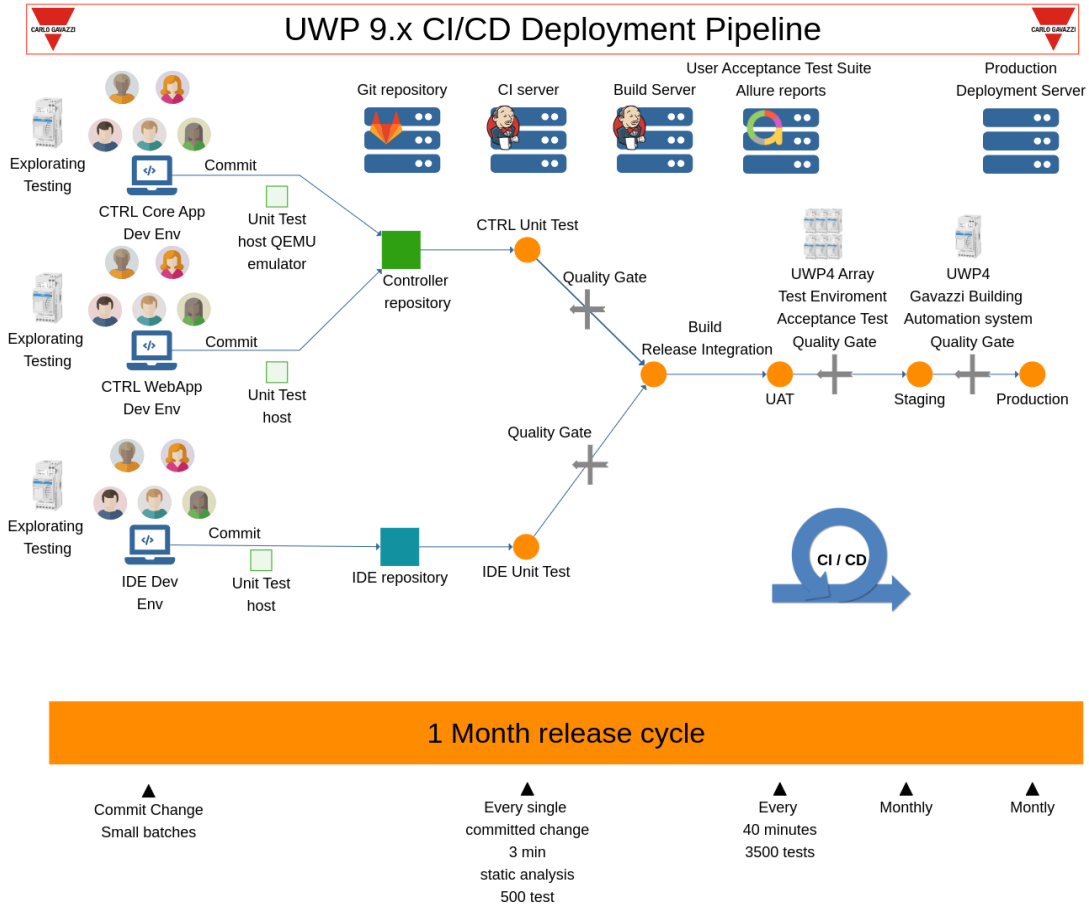 UWP 9.x CI/CD Deployment Pipeline
CARLO GAVAZZI
CARLO GAVAZZI
Git repository
CI server
Build Server
User Acceptance Test Suite
Allure reports
Production
Deployment Server
Explorating
Testing
CTRL Core App
Dev Env
Commit
Unit Test
host QEMU
emulator
Controller
repository
CTRL Unit Test
Quality Gate
UWP4 Array
Test Enviroment
Acceptance Test
Quality Gate
UWP4
Gavazzi Building
Automation system
Quality Gate
Explorating
Testing
CTRL WebApp
Dev Env
Commit
Unit Test
host
Build
Release Integration
UAT
Staging
Production
Quality Gate
Explorating
Testing
IDE Dev
Env
Commit
Unit Test
host
IDE repository
IDE Unit Test
CI / CD
1 Month release cycle
Commit Change
Small batches
Every single
committed change
3 min
static analysis
500 test
Every
40 minutes
3500 tests
Monthly
Montly